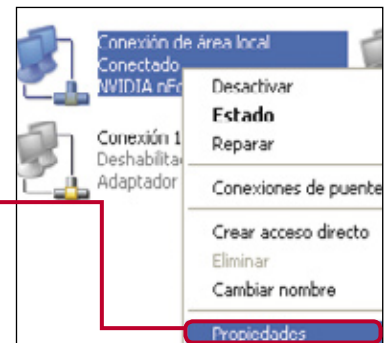 Conexión de área local
Conectado
NVIDIA nFo
Desactivar
Estado
Reparar
Conexiones de puente
Crear acceso directo
Eliminar
Cambiar nombre
Propiedades
Conexión 1
Deshabilita
Adaptador